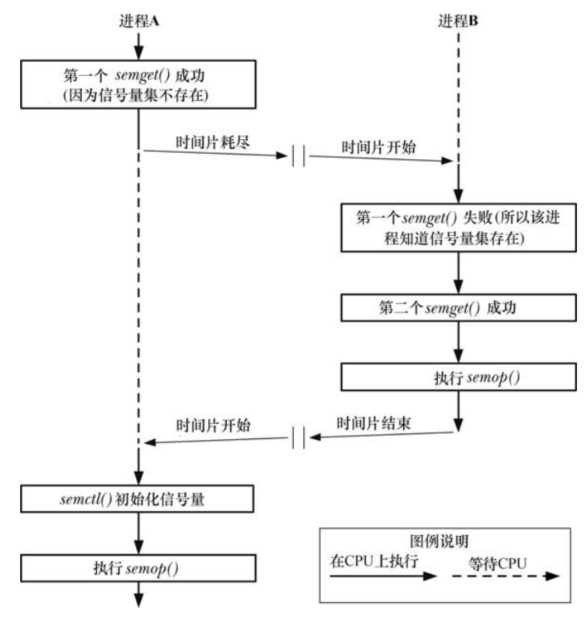 进程A
进程B
第一个 semget() 成功
(因为信号量集不存在)
时间片耗尽
时间片开始
第一个semget() 失败(所以该进
程知道信号量集存在)
第二个semget() 成功
执行 semop()
时间片开始
时间片结束
semctl()初始化信号量
执行semop()
图例说明
在CPU上执行
等待CPU